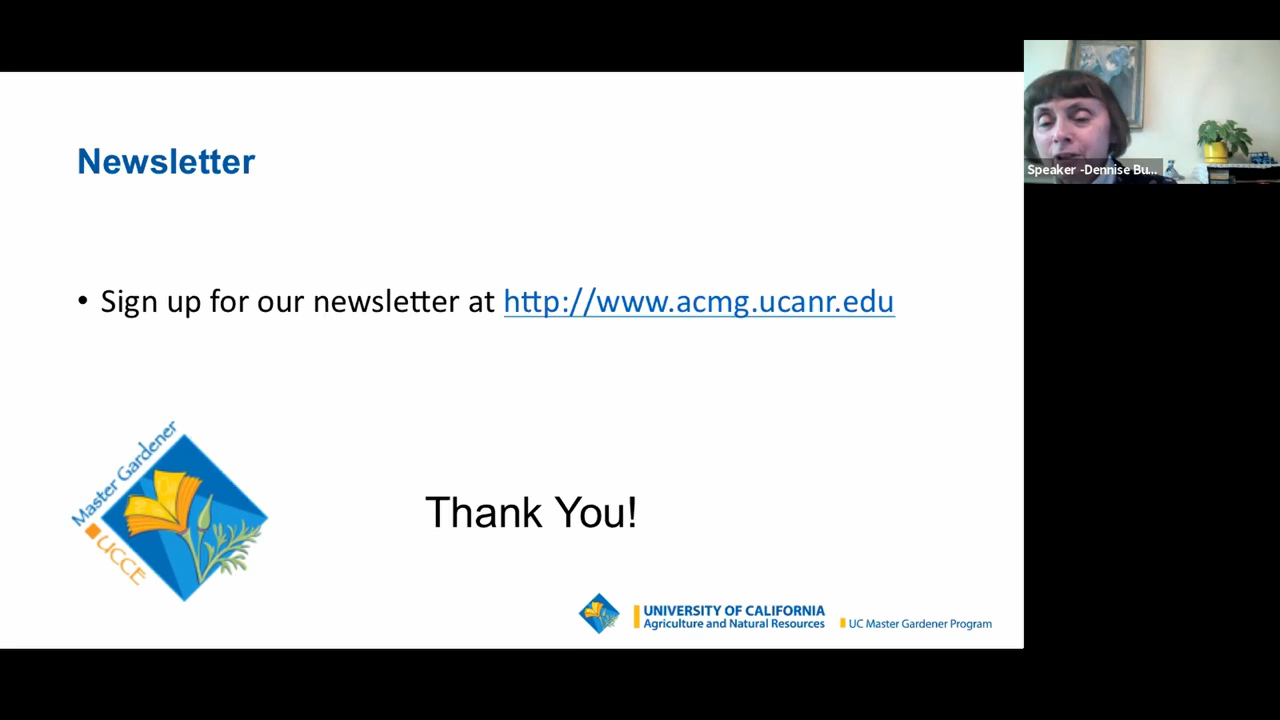 Newsletter
Speaker -Dennise Bu...
• Sign up for our newsletter at http://www.acmg.ucanr.edu
Master Gardener
UCCE
Thank You!
UNIVERSITY OF CALIFORNIA
Agriculture and Natural Resources
UC Master Gardener Program